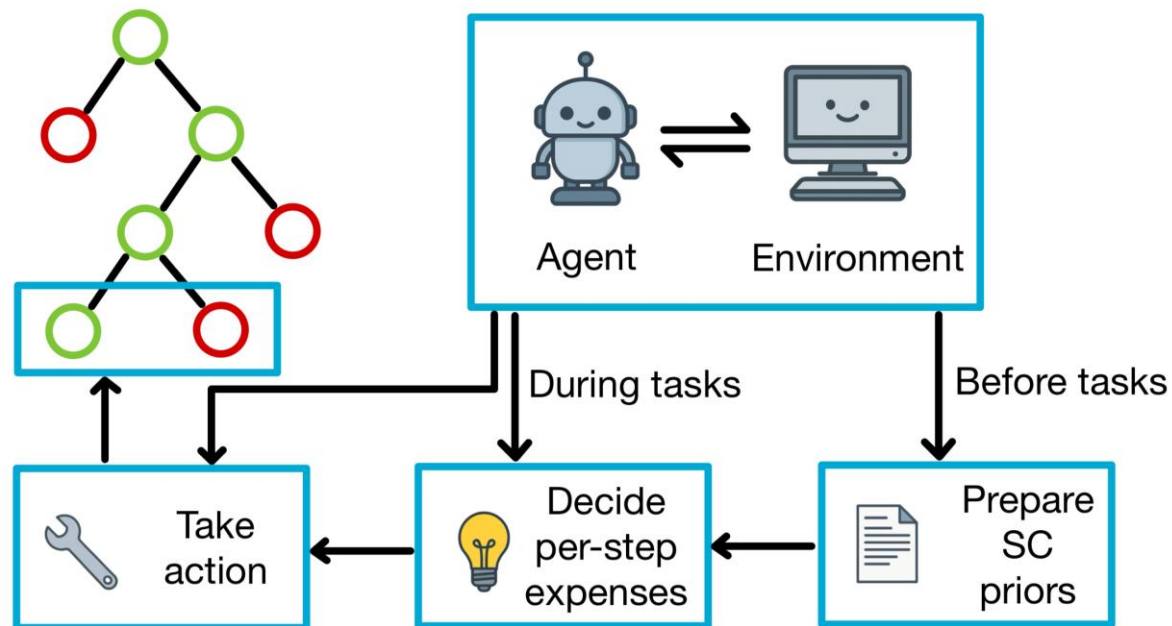 Agent
Environment
During tasks
Before tasks
Take
action
Decide
per-step
expenses
Prepare
SC
priors